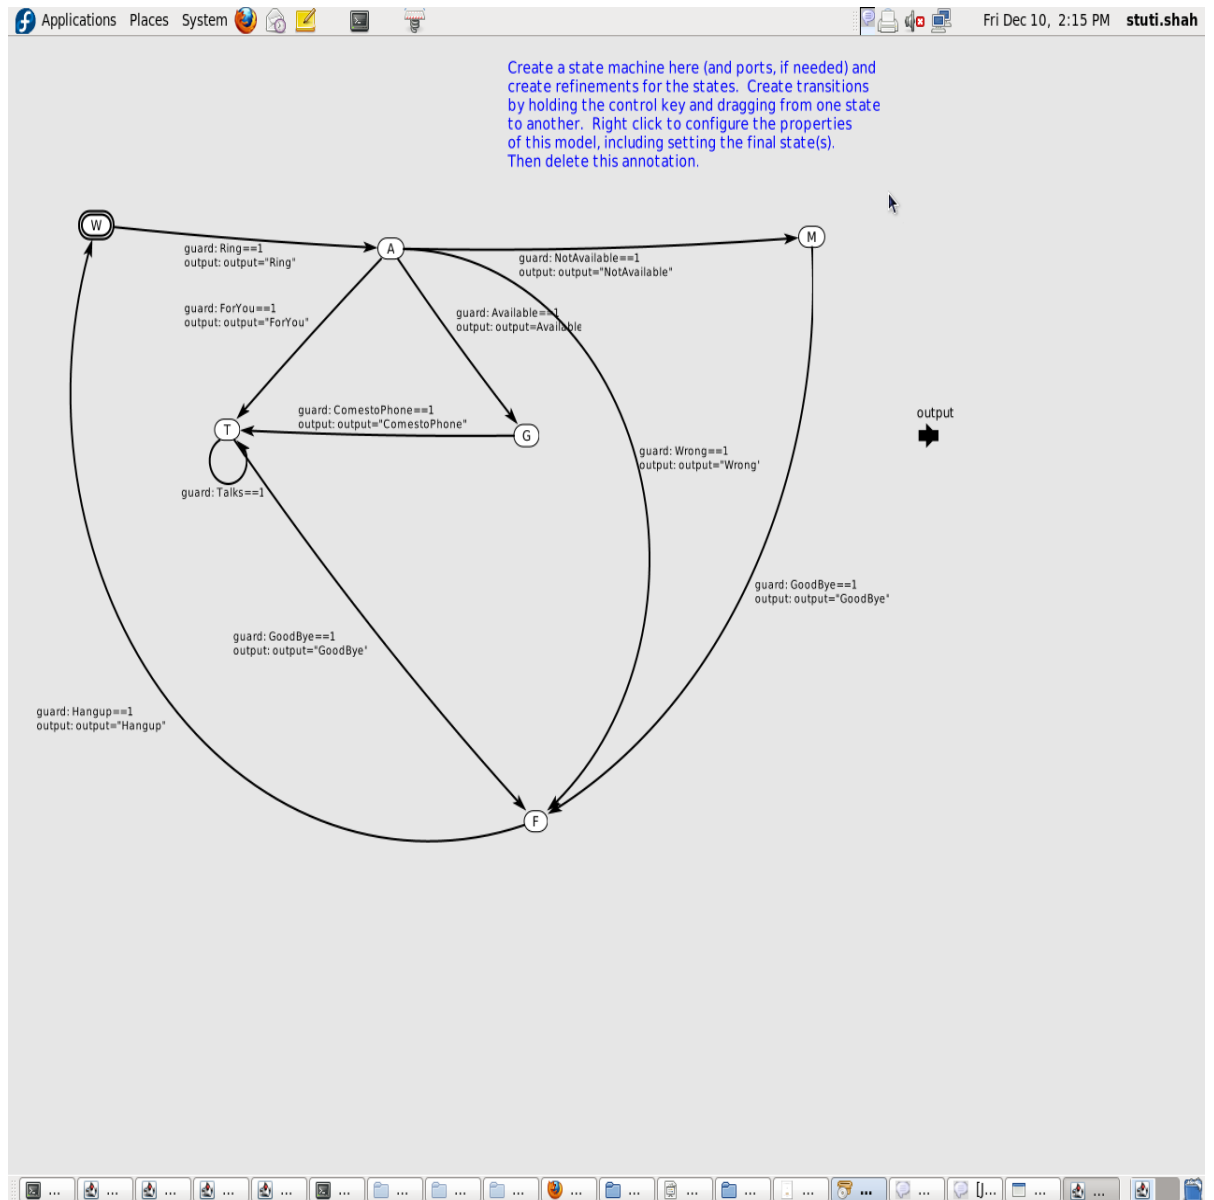 Applications Places System Fri Dec 10, 2:15 PM stuti.shah
Create a state machine here (and ports, if needed) and
create refinements for the states. Create transitions
by holding the control key and dragging from one state
to another. Right click to configure the properties
of this model, including setting the final state(s).
Then delete this annotation.
W
A
M
guard: Ring==1
output: output="Ring"
guard: NotAvailable==1
output: output="NotAvailable"
guard: ForYou==1
output: output="ForYou"
guard: Available==1
output: output=Available
output
guard: ComestoPhone==1
output: output="ComestoPhone"
T
G
guard: Wrong==1
output: output="Wrong'
guard: Talks==1
guard: GoodBye==1
output: output="GoodBye"
guard: GoodBye==1
output: output="GoodBye'
guard: Hangup==1
output: output="Hangup"
F
... ... ... ... ... ... ... ... ... ... ... ... ... ... ... ... [J... ... ...